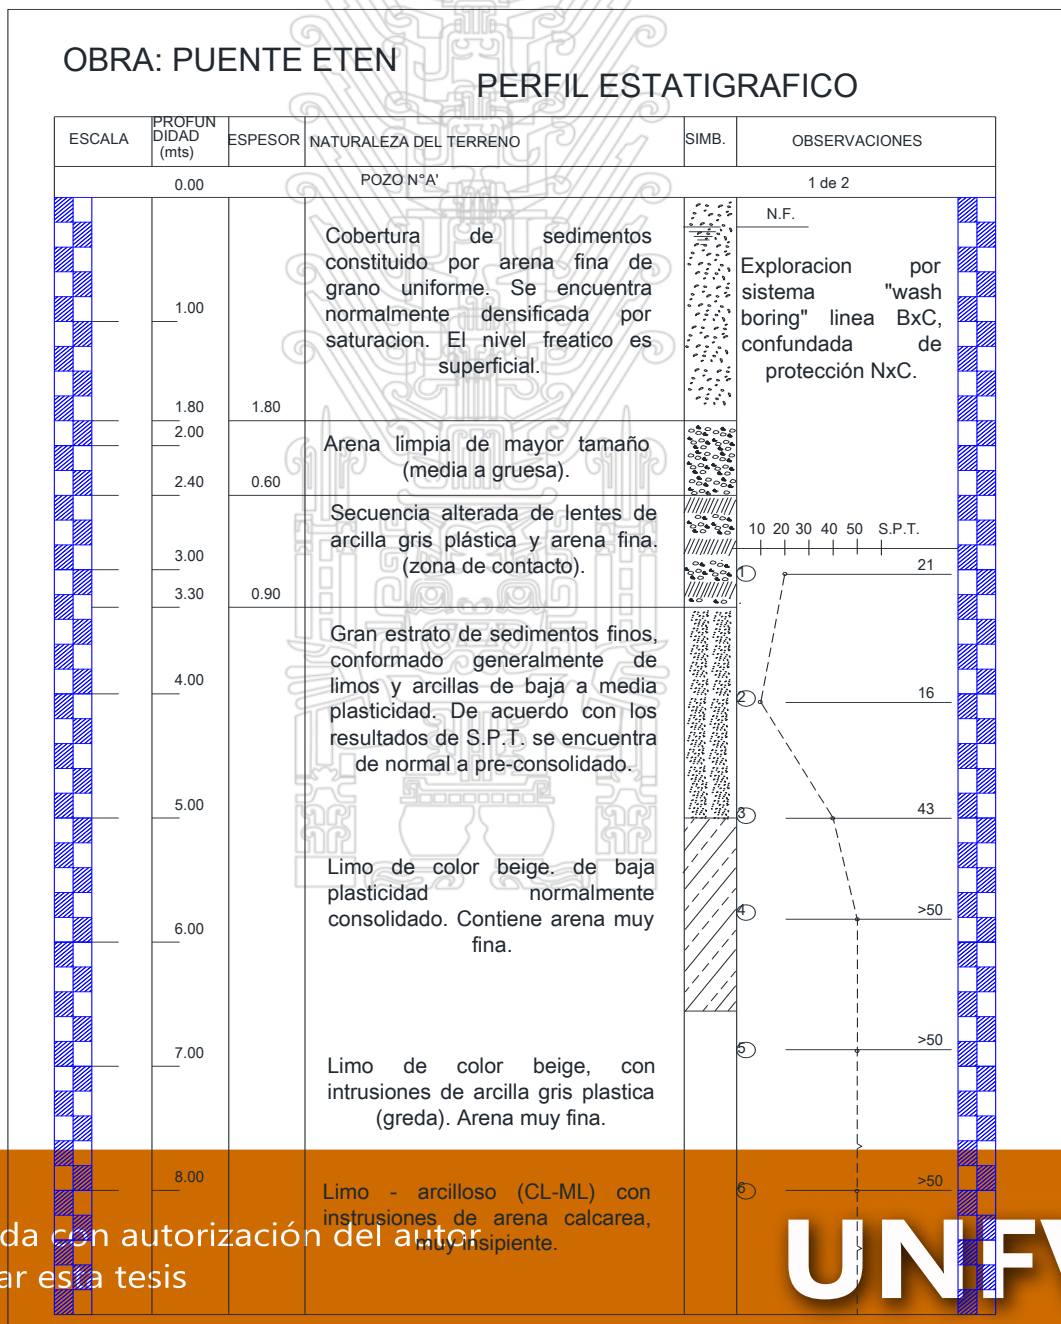 OBRA: PUENTE ETEN
PERFIL ESTATIGRAFICO
ESCALA
PROFUN
DIDAD
(mts)
ESPESOR
NATURALEZA DEL TERRENO
SIMB.
OBSERVACIONES
0.00
POZO N°A'
1 de 2
N.F.
Cobertura de sedimentos
constituido por arena fina de
grano uniforme. Se encuentra
normalmente densificada por
saturacion. El nivel freatico es
superficial.
Exploracion por
sistema "wash
boring" linea BxC,
confundada de
protección NxC.
1.00
1.80 1.80
2.00
Arena limpia de mayor tamaño
(media a gruesa).
2.40 0.60
Secuencia alterada de lentes de
arcilla gris plástica y arena fina.
(zona de contacto).
10 20 30 40 50 S.P.T.
3.00
1 21
3.30 0.90
Gran estrato de sedimentos finos,
conformado generalmente de
limos y arcillas de baja a media
plasticidad. De acuerdo con los
resultados de S.P.T. se encuentra
de normal a pre-consolidado.
4.00
2 16
5.00
3 43
Limo de color beige. de baja
plasticidad normalmente
consolidado. Contiene arena muy
fina.
4 >50
6.00
7.00
5 >50
Limo de color beige, con
intrusiones de arcilla gris plastica
(greda). Arena muy fina.
8.00
6 >50
Limo - arcilloso (CL-ML) con
instrusiones de arena calcarea,
muy insipiente.
da con autorización del autor
ar esta tesis
UNFV